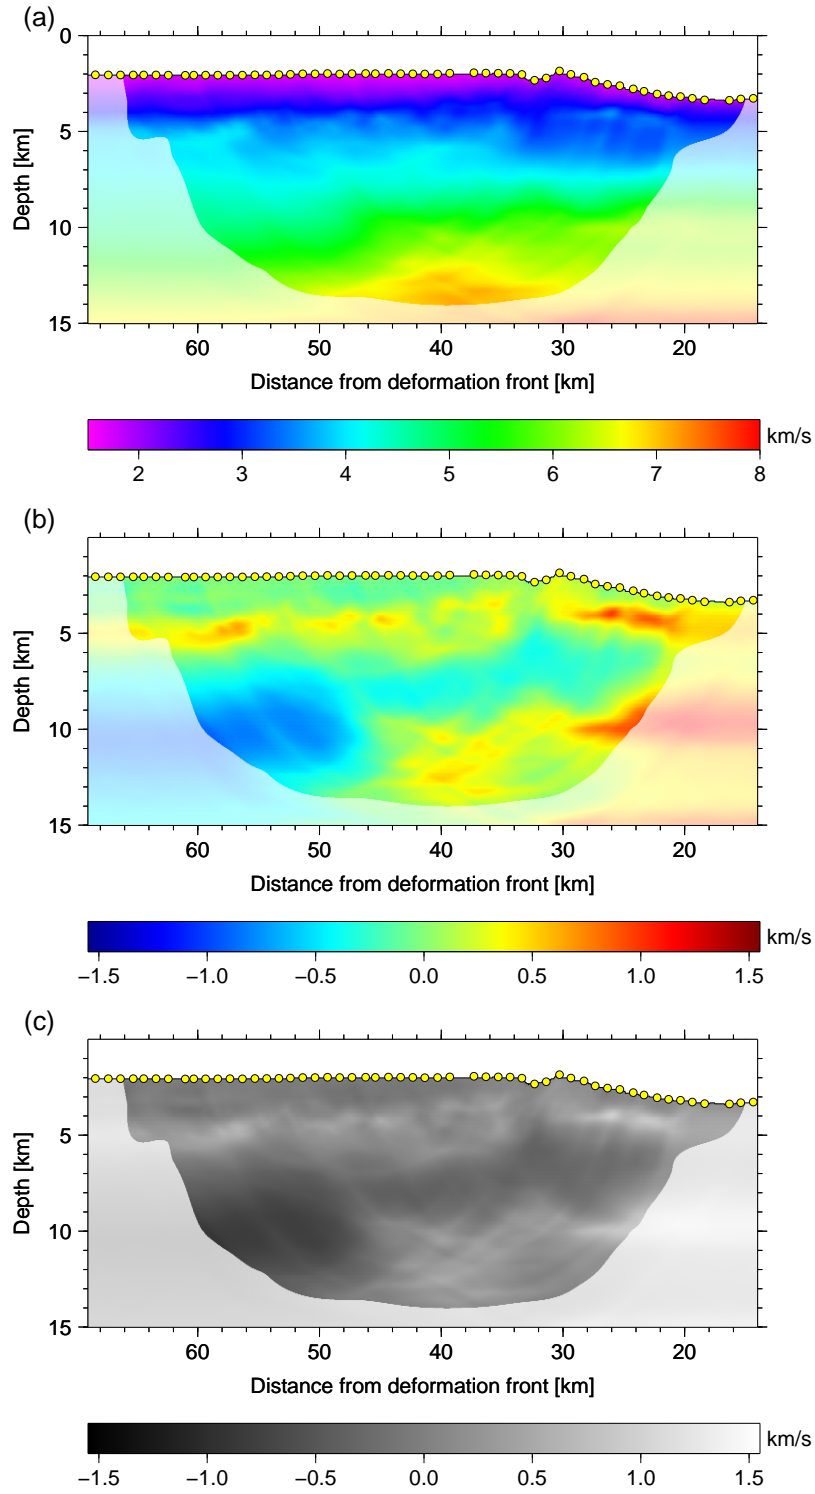 (a)
0
5
10
15
Depth [km]
60 50 40 30 20
Distance from deformation front [km]
km/s
2 3 4 5 6 7 8
(b)
5
10
15
Depth [km]
60 50 40 30 20
Distance from deformation front [km]
km/s
−1.5 −1.0 −0.5 0.0 0.5 1.0 1.5
(c)
5
10
15
Depth [km]
60 50 40 30 20
Distance from deformation front [km]
km/s
−1.5 −1.0 −0.5 0.0 0.5 1.0 1.5